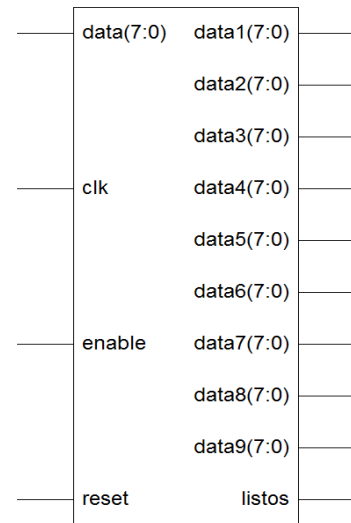 data(7:0) data1(7:0)
data2(7:0)
data3(7:0)
clk data4(7:0)
data5(7:0)
data6(7:0)
enable data7(7:0)
data8(7:0)
data9(7:0)
reset listos